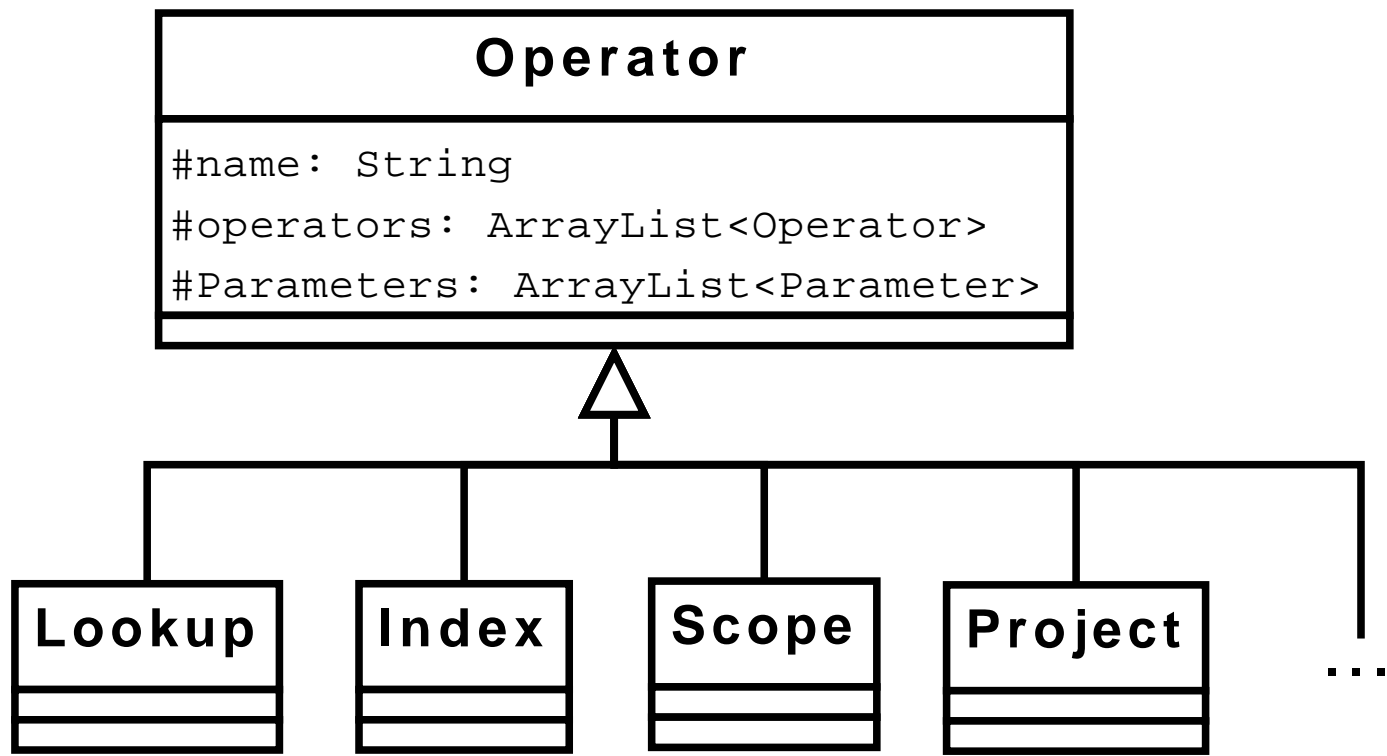 Operator
#name: String
#operators: ArrayList<Operator>
#Parameters: ArrayList<Parameter>
Lookup Index Scope Project ...